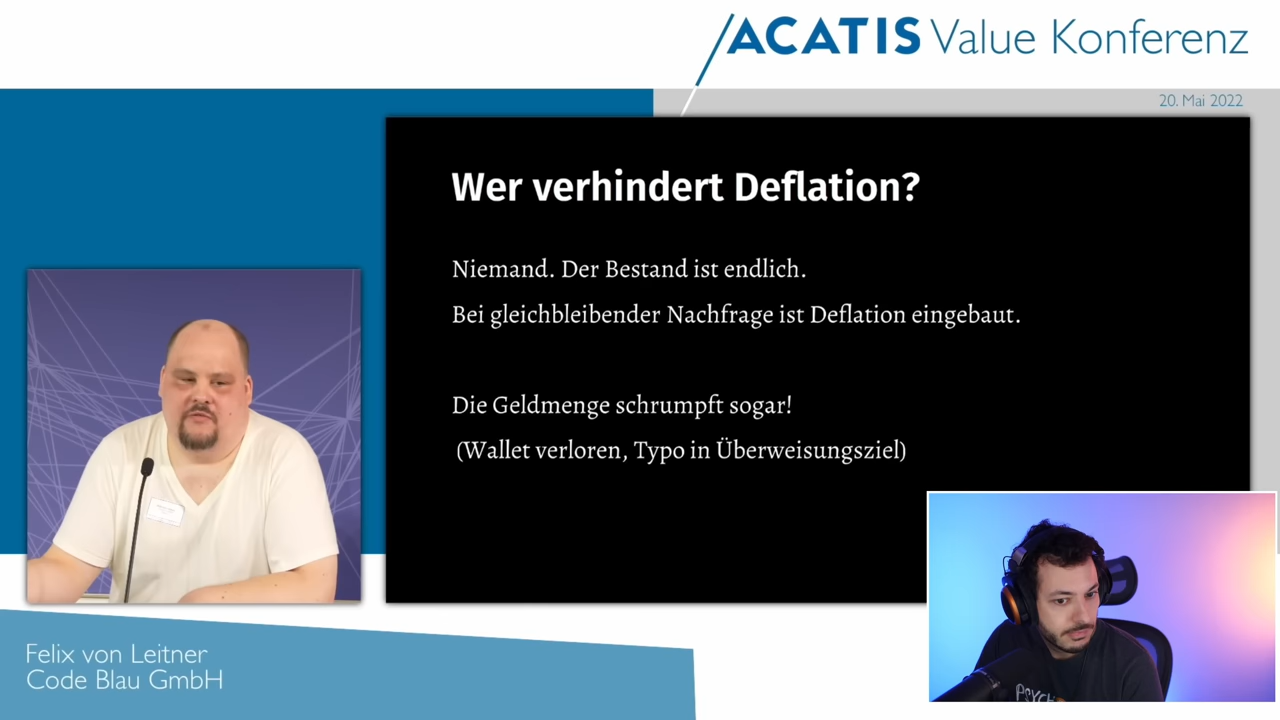 ACATIS Value Konferenz
20. Mai 2022
Wer verhindert Deflation?
Niemand. Der Bestand ist endlich.
Bei gleichbleibender Nachfrage ist Deflation eingebaut.
Die Geldmenge schrumpft sogar!
(Wallet verloren, Typo in Überweisungsziel)
Felix von Leitner
Code Blau GmbH